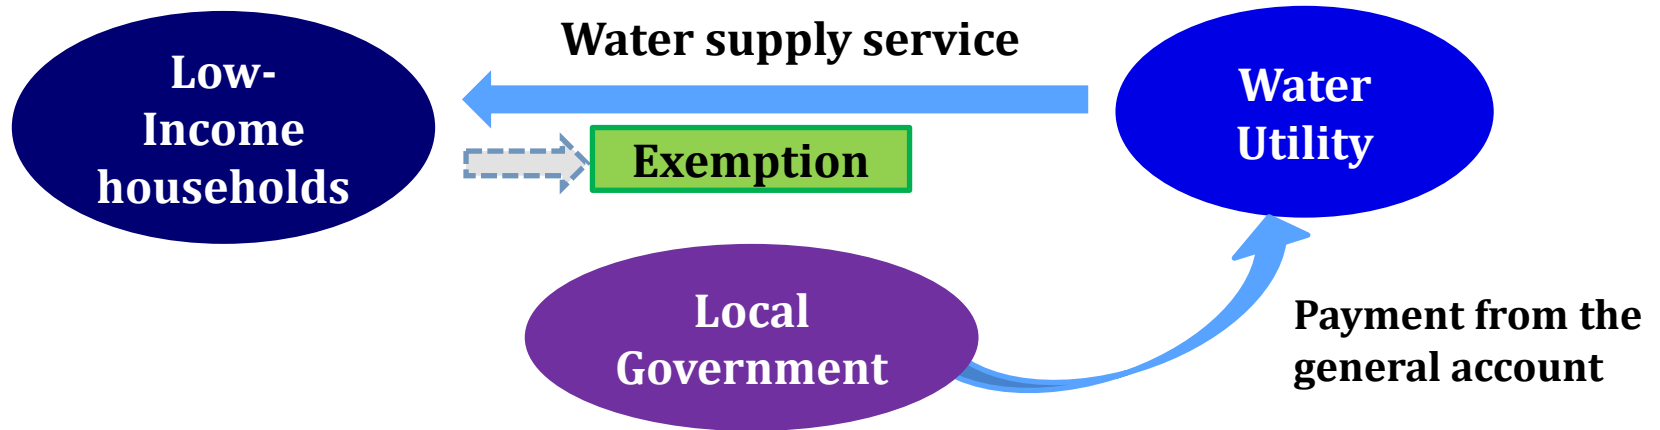 Water supply service
Low-
Income
households
Water
Utility
Exemption
Local
Government
Payment from the
general account